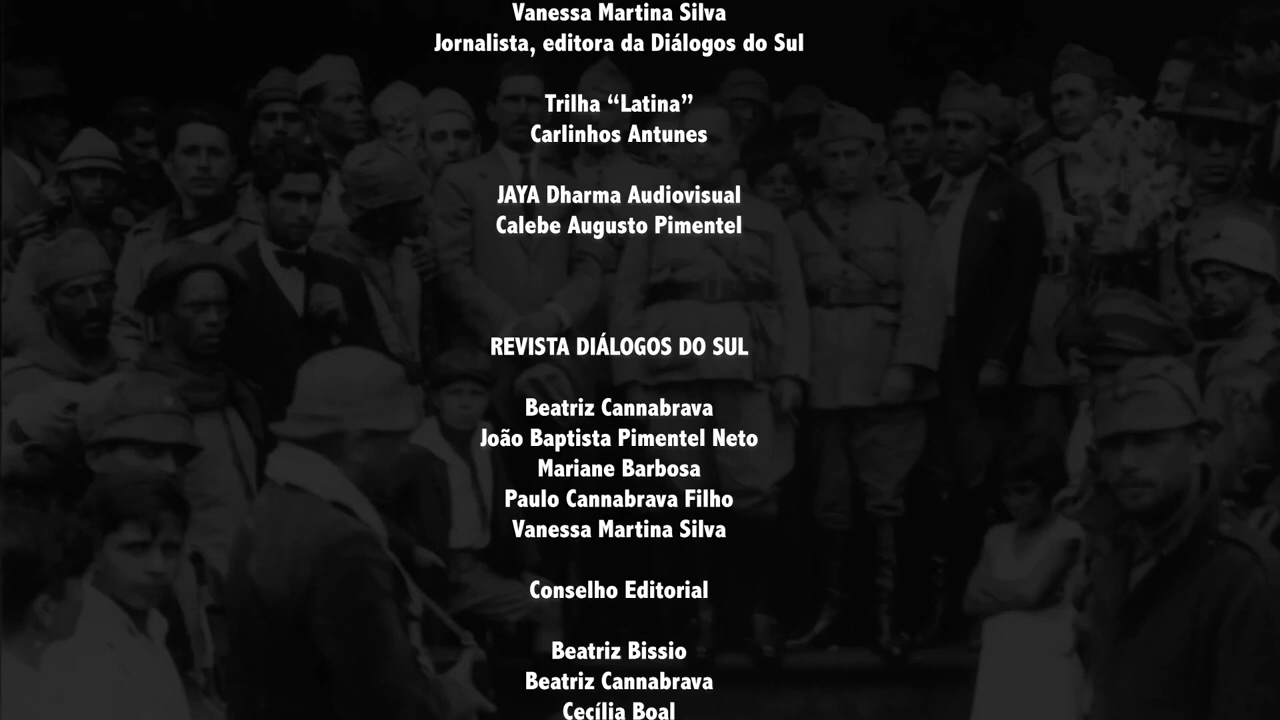 Vanessa Martina Silva
Jornalista, editora da Diálogos do Sul
Trilha “Latina”
Carlinhos Antunes
JAYA Dharma Audiovisual
Calebe Augusto Pimentel
REVISTA DIÁLOGOS DO SUL
Beatriz Cannabrava
João Baptista Pimentel Neto
Mariane Barbosa
Paulo Cannabrava Filho
Vanessa Martina Silva
Conselho Editorial
Beatriz Bissio
Beatriz Cannabrava
Cecília Boal